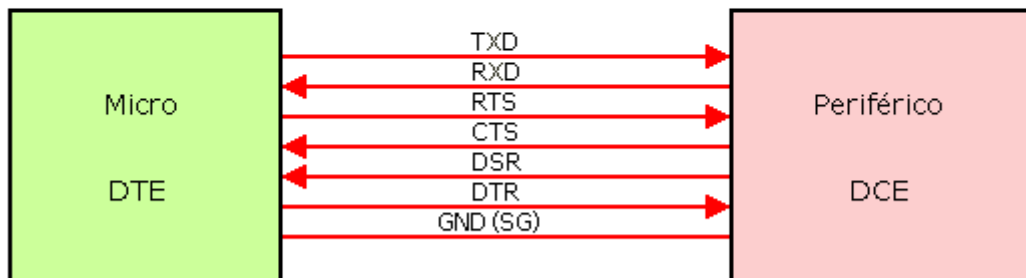 Micro
DTE
TXD
RXD
RTS
CTS
DSR
DTR
GND (SG)
Periférico
DCE